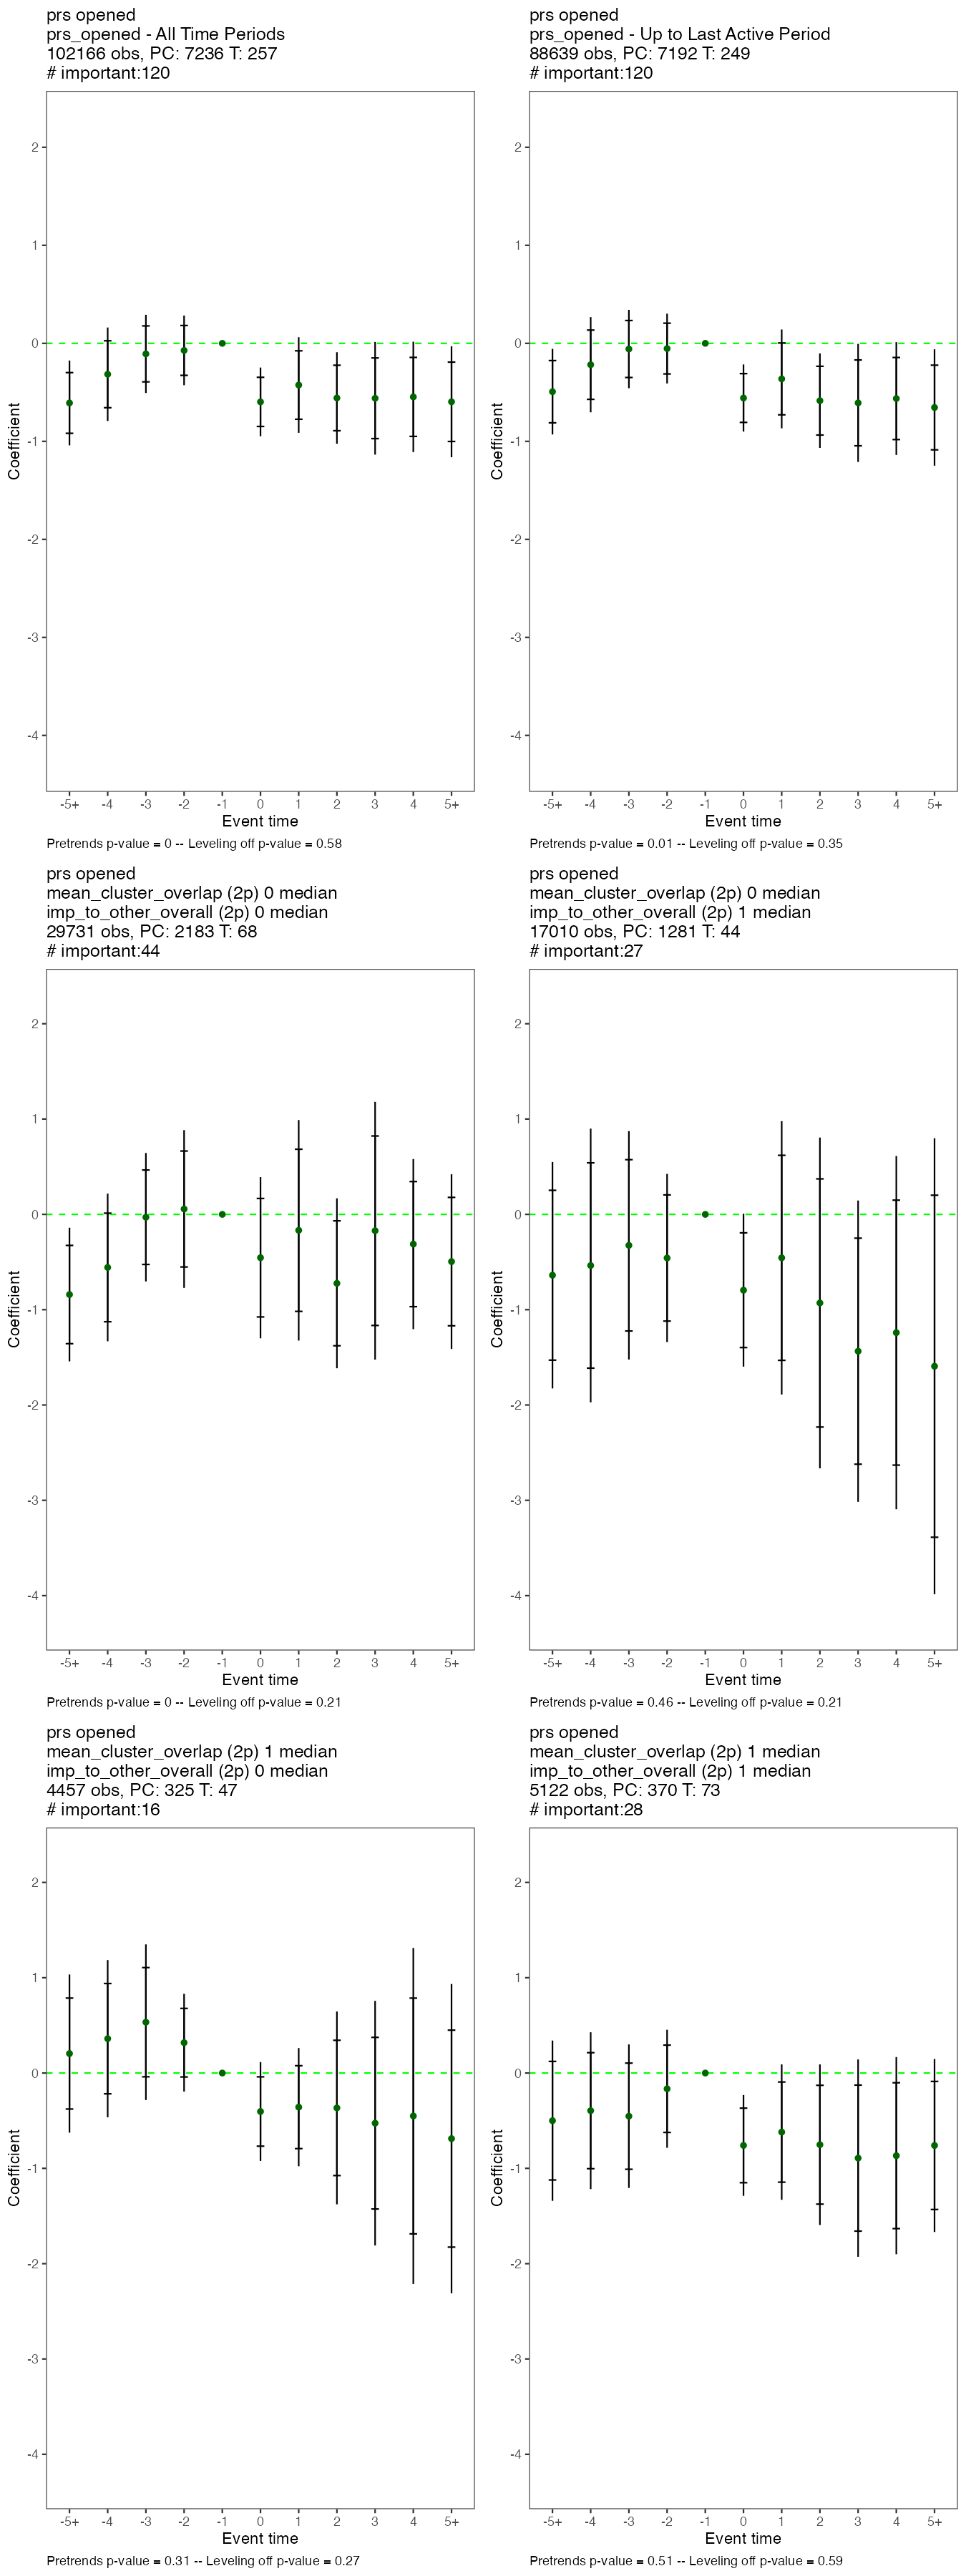 prs opened
prs_opened - All Time Periods
102166 obs, PC: 7236 T: 257
# important:120
2
1
0
-1
-2
-3
-4
Coefficient
-5+ -4 -3 -2 -1 0 1 2 3 4 5+
Event time
Pretrends p-value = 0 -- Leveling off p-value = 0.58
prs opened
prs_opened - Up to Last Active Period
88639 obs, PC: 7192 T: 249
# important:120
2
1
0
-1
-2
-3
-4
Coefficient
-5+ -4 -3 -2 -1 0 1 2 3 4 5+
Event time
Pretrends p-value = 0.01 -- Leveling off p-value = 0.35
prs opened
mean_cluster_overlap (2p) 0 median
imp_to_other_overall (2p) 0 median
29731 obs, PC: 2183 T: 68
# important:44
2
1
0
-1
-2
-3
-4
Coefficient
-5+ -4 -3 -2 -1 0 1 2 3 4 5+
Event time
Pretrends p-value = 0 -- Leveling off p-value = 0.21
prs opened
mean_cluster_overlap (2p) 0 median
imp_to_other_overall (2p) 1 median
17010 obs, PC: 1281 T: 44
# important:27
2
1
0
-1
-2
-3
-4
Coefficient
-5+ -4 -3 -2 -1 0 1 2 3 4 5+
Event time
Pretrends p-value = 0.46 -- Leveling off p-value = 0.21
prs opened
mean_cluster_overlap (2p) 1 median
imp_to_other_overall (2p) 0 median
4457 obs, PC: 325 T: 47
# important:16
2
1
0
-1
-2
-3
-4
Coefficient
-5+ -4 -3 -2 -1 0 1 2 3 4 5+
Event time
Pretrends p-value = 0.31 -- Leveling off p-value = 0.27
prs opened
mean_cluster_overlap (2p) 1 median
imp_to_other_overall (2p) 1 median
5122 obs, PC: 370 T: 73
# important:28
2
1
0
-1
-2
-3
-4
Coefficient
-5+ -4 -3 -2 -1 0 1 2 3 4 5+
Event time
Pretrends p-value = 0.51 -- Leveling off p-value = 0.59